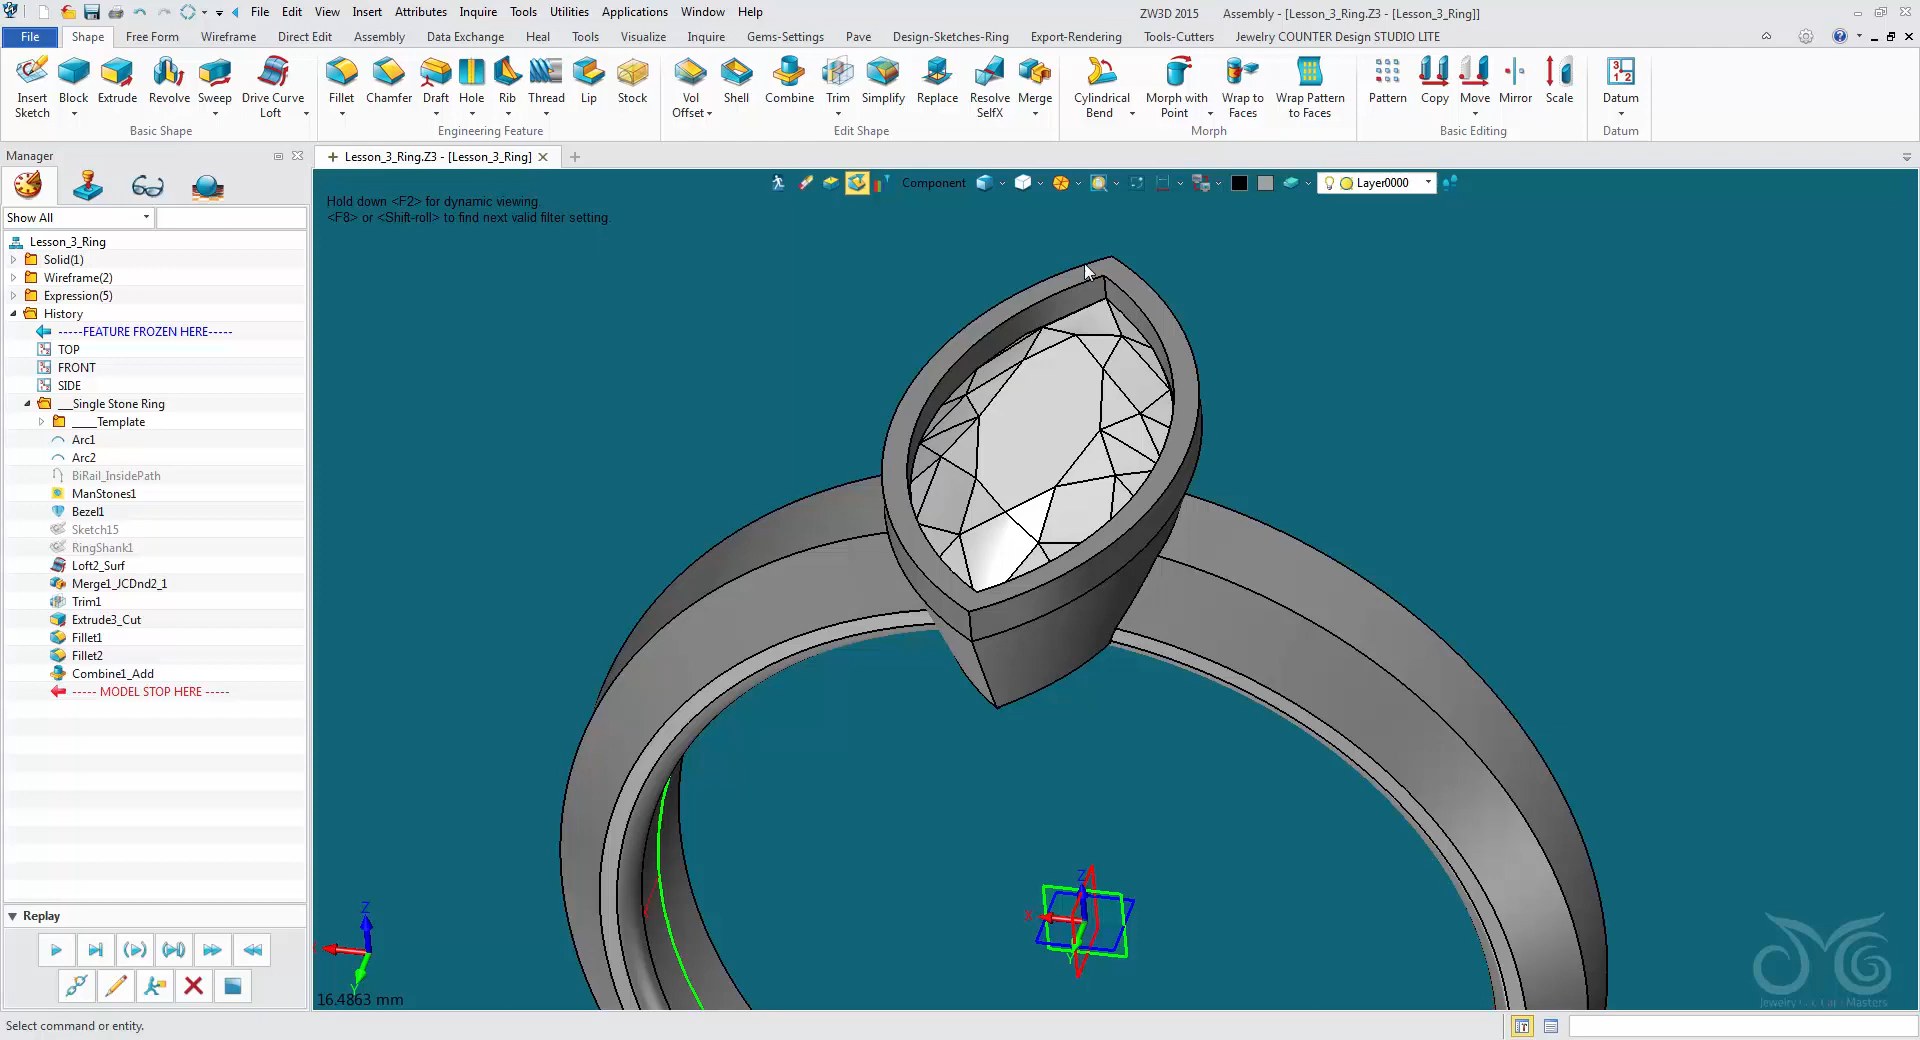 File Edit View Insert Attributes Inquire Tools Utilities Applications Window Help
ZW3D 2015 Assembly - [Lesson_3_Ring.Z3 - [Lesson_3_Ring]]
File Shape Free Form Wireframe Direct Edit Assembly Data Exchange Heal Tools Visualize Inquire Gems-Settings Pave Design-Sketches-Ring Export-Rendering Tools-Cutters Jewelry COUNTER Design STUDIO LITE
Insert Sketch Block Extrude Revolve Sweep Drive Curve Loft
Basic Shape
Fillet Chamfer Draft Hole Rib Thread Lip Stock
Engineering Feature
Vol Offset Shell Combine Trim Simplify Replace Resolve SelfX Merge
Edit Shape
Cylindrical Bend Morph with Point Wrap to Faces Wrap Pattern to Faces
Morph
Pattern Copy Move Mirror Scale
Basic Editing
Datum
Datum
Manager
Lesson_3_Ring.Z3 - [Lesson_3_Ring]
Component
Layer0000
Hold down <F2> for dynamic viewing.
<F8> or <Shift-roll> to find next valid filter setting.
Show All
Lesson_3_Ring
Solid(1)
Wireframe(2)
Expression(5)
History
-----FEATURE FROZEN HERE-----
TOP
FRONT
SIDE
__Single Stone Ring
____Template
Arc1
Arc2
BiRail_InsidePath
ManStones1
Bezel1
Sketch15
RingShank1
Loft2_Surf
Merge1_JCDnd2_1
Trim1
Extrude3_Cut
Fillet1
Fillet2
Combine1_Add
----- MODEL STOP HERE -----
Replay
Z
Y
Z
X
Y
16.4863 mm
Jewelry Masters
Select command or entity.